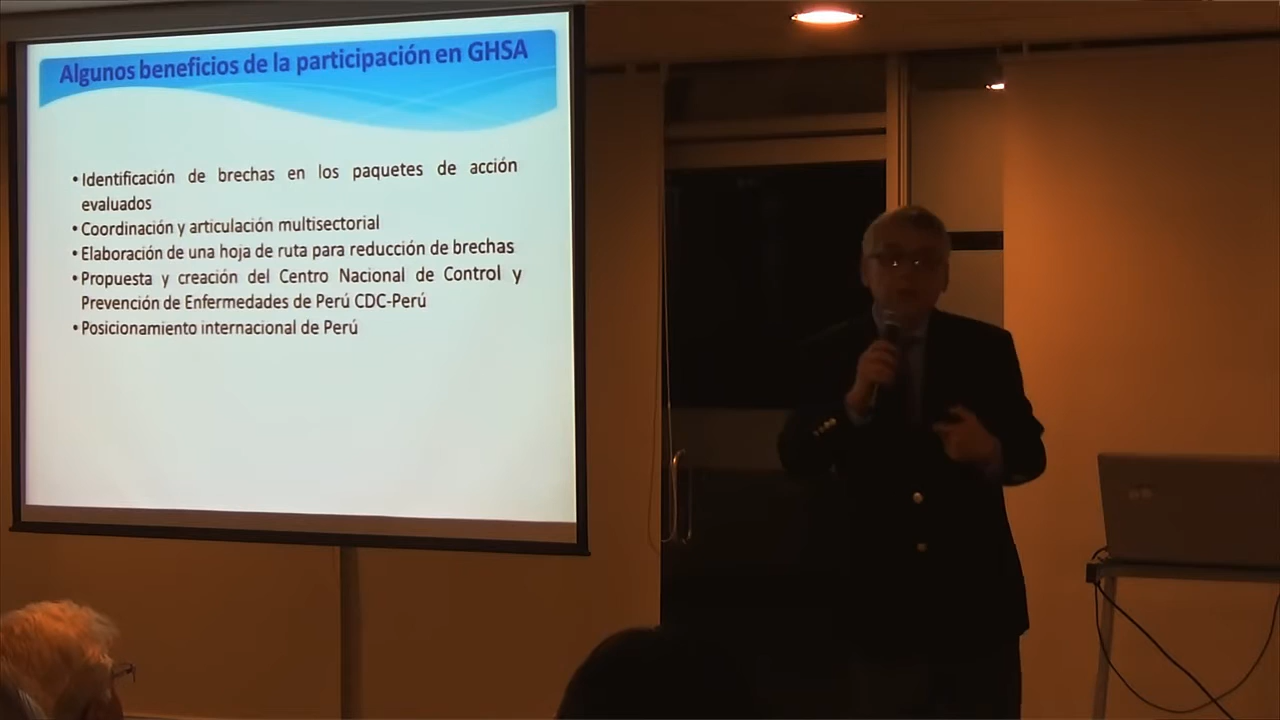 Algunos beneficios de la participación en GHSA
• Identificación de brechas en los paquetes de acción
evaluados
• Coordinación y articulación multisectorial
• Elaboración de una hoja de ruta para reducción de brechas
• Propuesta y creación del Centro Nacional de Control y
Prevención de Enfermedades de Perú CDC-Perú
• Posicionamiento internacional de Perú